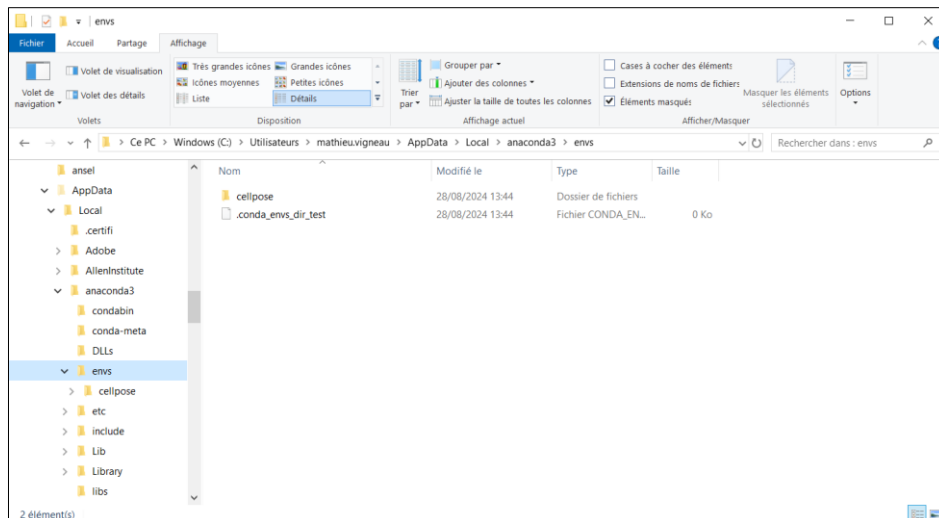 envs
Fichier Accueil Partage Affichage
Volet de navigation
Volet de visualisation
Volet des détails
Volets
Très grandes icônes Grandes icônes
Icônes moyennes Petites icônes
Liste Détails
Disposition
Trier par
Grouper par
Ajouter des colonnes
Ajuster la taille de toutes les colonnes
Affichage actuel
Cases à cocher des éléments
Extensions de noms de fichiers
Éléments masqués
Masquer les éléments sélectionnés
Afficher/Masquer
Options
> Ce PC > Windows (C:) > Utilisateurs > mathieu.vigneau > AppData > Local > anaconda3 > envs
Rechercher dans : envs
ansel
AppData
Local
.certifi
Adobe
AllenInstitute
anaconda3
condabin
conda-meta
DLLs
envs
cellpose
etc
include
Lib
Library
libs
Nom Modifié le Type Taille
cellpose 28/08/2024 13:44 Dossier de fichiers
.conda_envs_dir_test 28/08/2024 13:44 Fichier CONDA_EN... 0 Ko
2 élément(s)